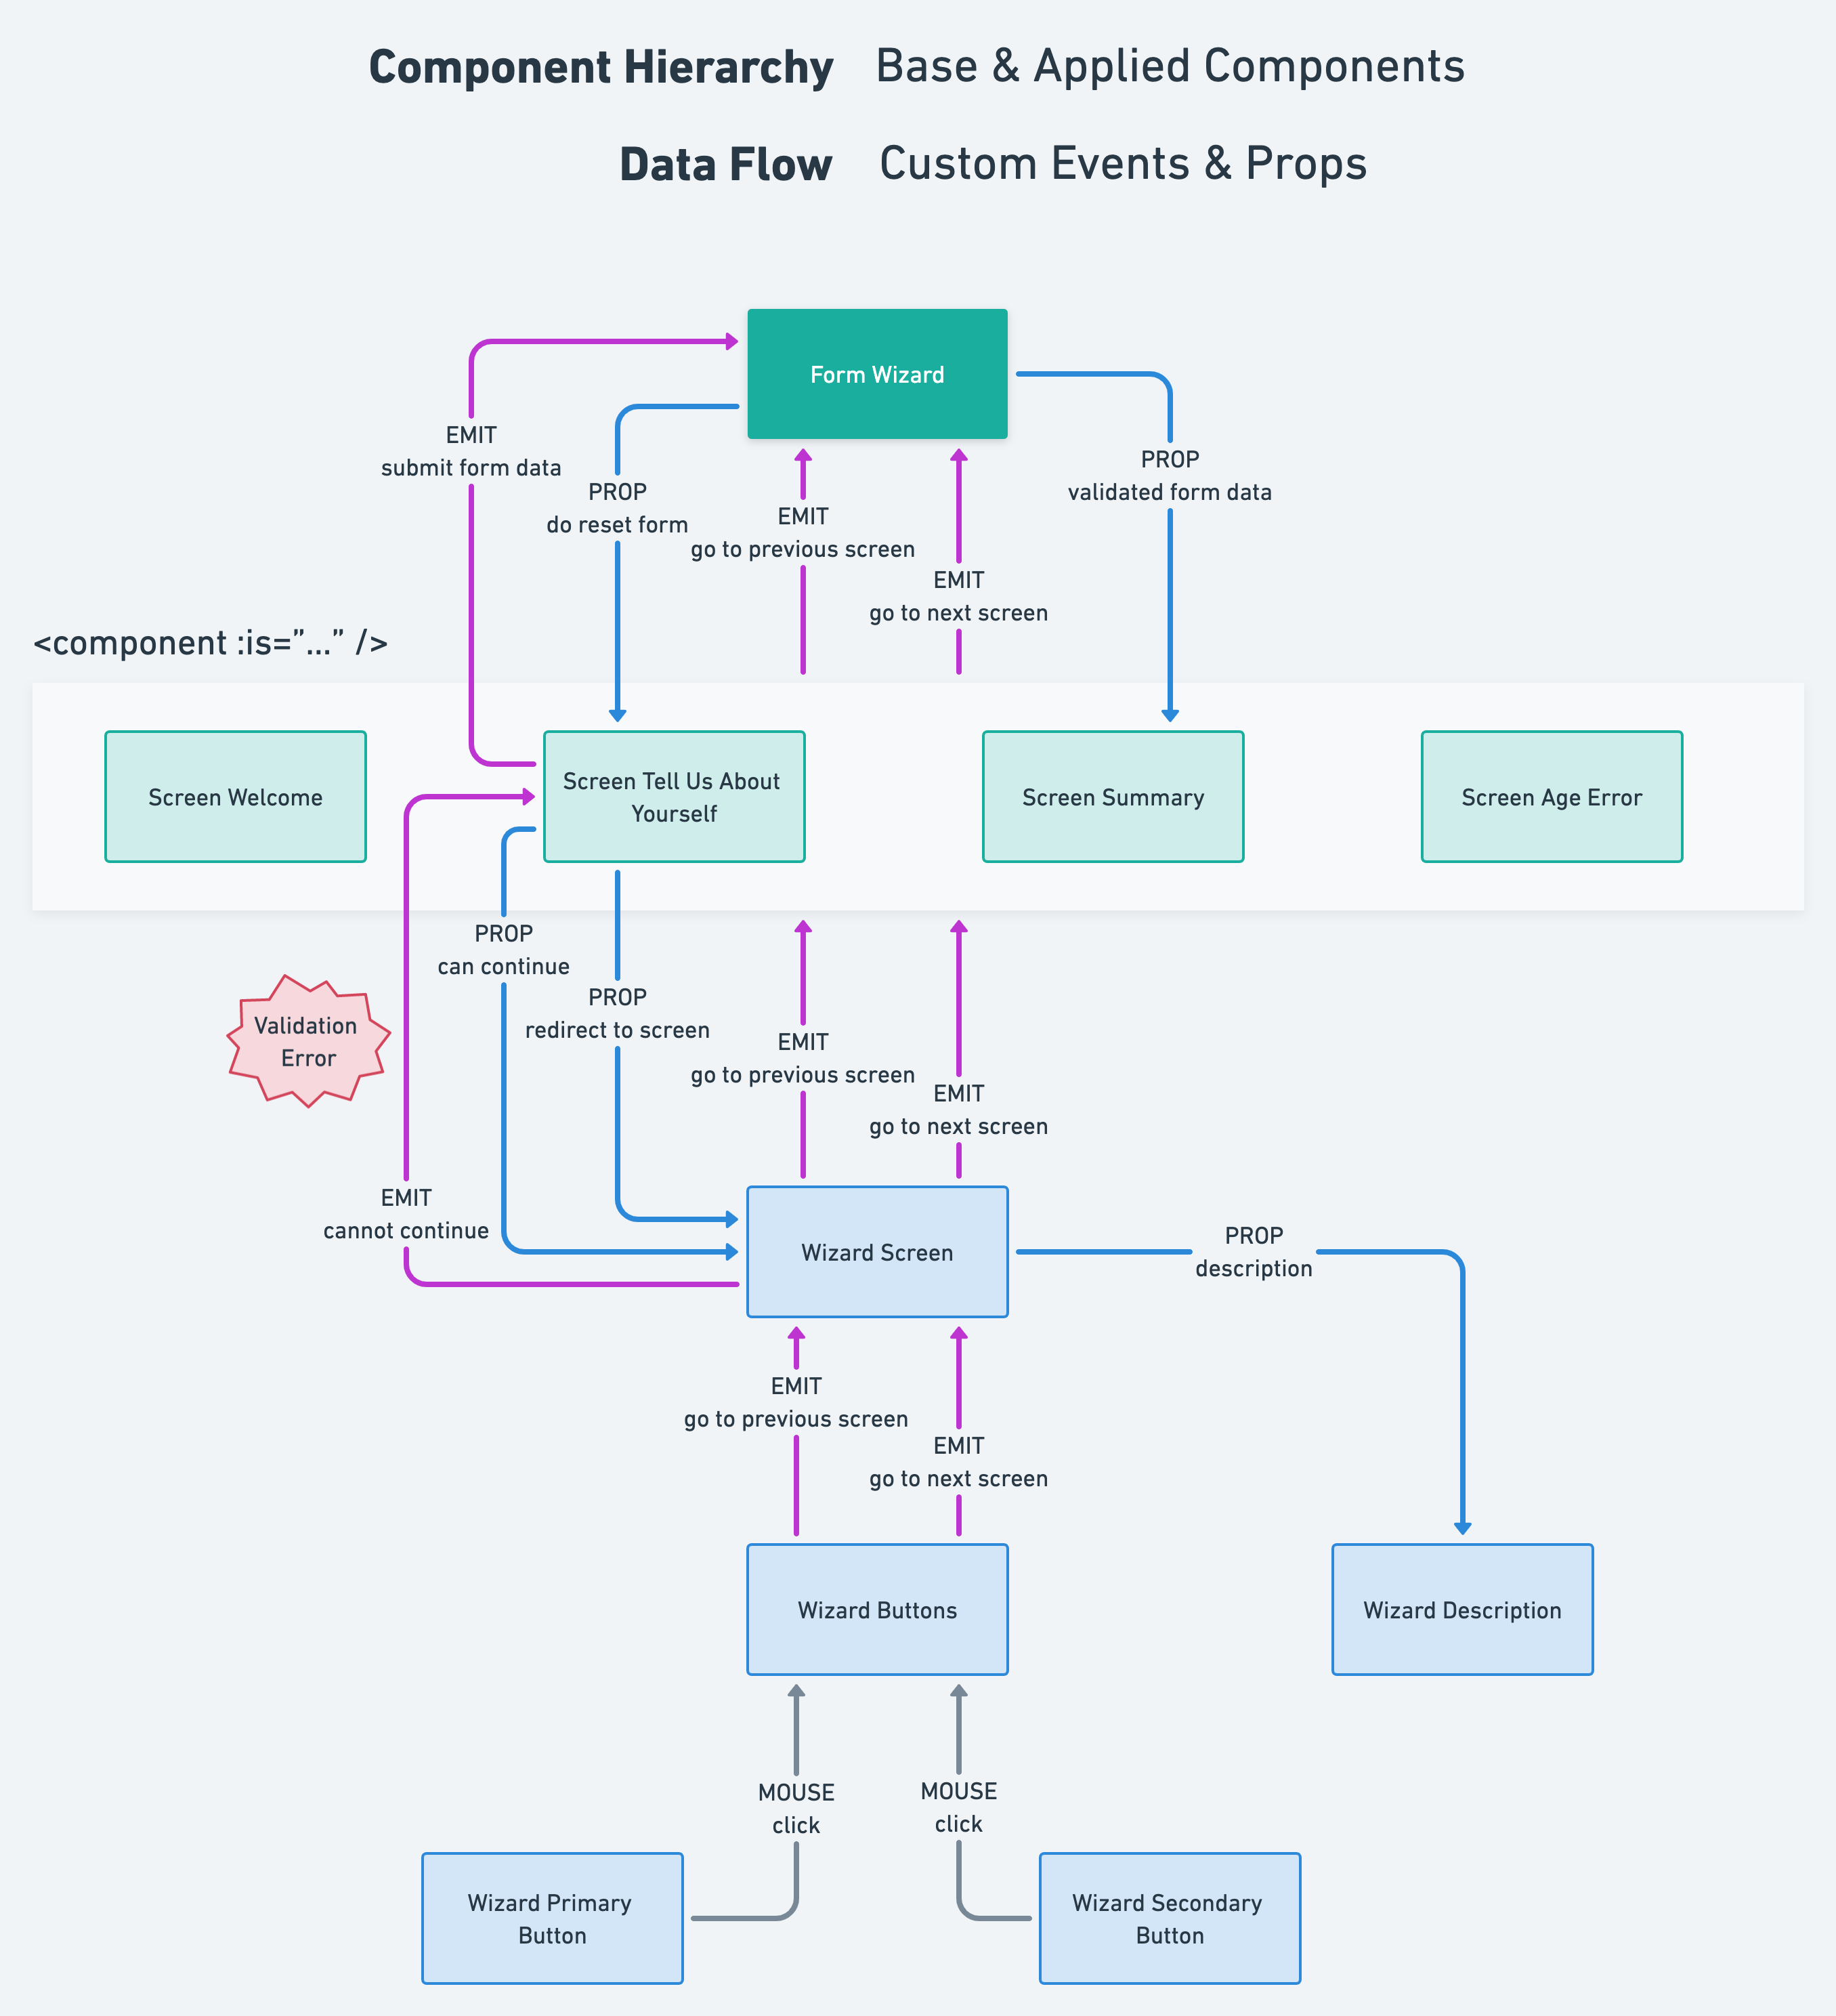 Component Hierarchy Base & Applied Components
Data Flow Custom Events & Props
Form Wizard
EMIT
submit form data
PROP
do reset form
EMIT
go to previous screen
EMIT
go to next screen
PROP
validated form data
<component :is=”...” />
Screen Welcome
Screen Tell Us About
Yourself
Screen Summary
Screen Age Error
PROP
can continue
PROP
redirect to screen
Validation
Error
EMIT
go to previous screen
EMIT
go to next screen
EMIT
cannot continue
Wizard Screen
PROP
description
EMIT
go to previous screen
EMIT
go to next screen
Wizard Buttons
Wizard Description
MOUSE
click
MOUSE
click
Wizard Primary
Button
Wizard Secondary
Button